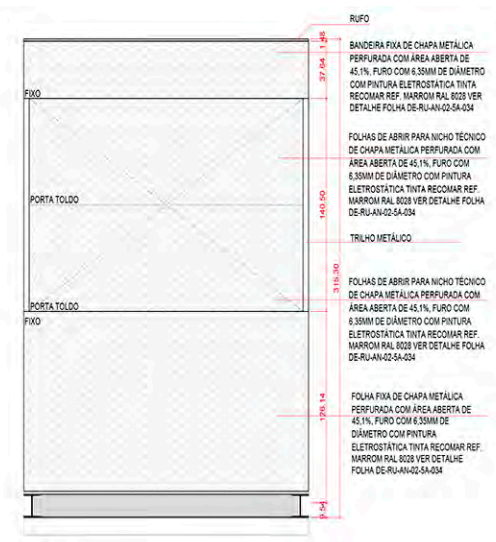 RUFO
1.48
BANDEIRA FIXA DE CHAPA METÁLICA
PERFURADA COM ÁREA ABERTA DE
45,1%, FURO COM 6,35MM DE DIÂMETRO
COM PINTURA ELETROSTÁTICA TINTA
RECOMAR REF. MARROM RAL 8028 VER
DETALHE FOLHA DE-RU-AN-02-5A-034
37.64
FIXO
FOLHAS DE ABRIR PARA NICHO TÉCNICO
DE CHAPA METÁLICA PERFURADA COM
ÁREA ABERTA DE 45,1%, FURO COM
6,35MM DE DIÂMETRO COM PINTURA
ELETROSTÁTICA TINTA RECOMAR REF.
MARROM RAL 8028 VER DETALHE FOLHA
DE-RU-AN-02-5A-034
PORTA TOLDO
140.50
TRILHO METÁLICO
315.30
FOLHAS DE ABRIR PARA NICHO TÉCNICO
DE CHAPA METÁLICA PERFURADA COM
ÁREA ABERTA DE 45,1%, FURO COM
6,35MM DE DIÂMETRO COM PINTURA
ELETROSTÁTICA TINTA RECOMAR REF.
MARROM RAL 8028 VER DETALHE FOLHA
DE-RU-AN-02-5A-034
PORTA TOLDO
FIXO
126.14
FOLHA FIXA DE CHAPA METÁLICA
PERFURADA COM ÁREA ABERTA DE
45,1%, FURO COM 6,35MM DE
DIÂMETRO COM PINTURA
ELETROSTÁTICA TINTA RECOMAR REF.
MARROM RAL 8028 VER DETALHE
FOLHA DE-RU-AN-02-5A-034
9.54